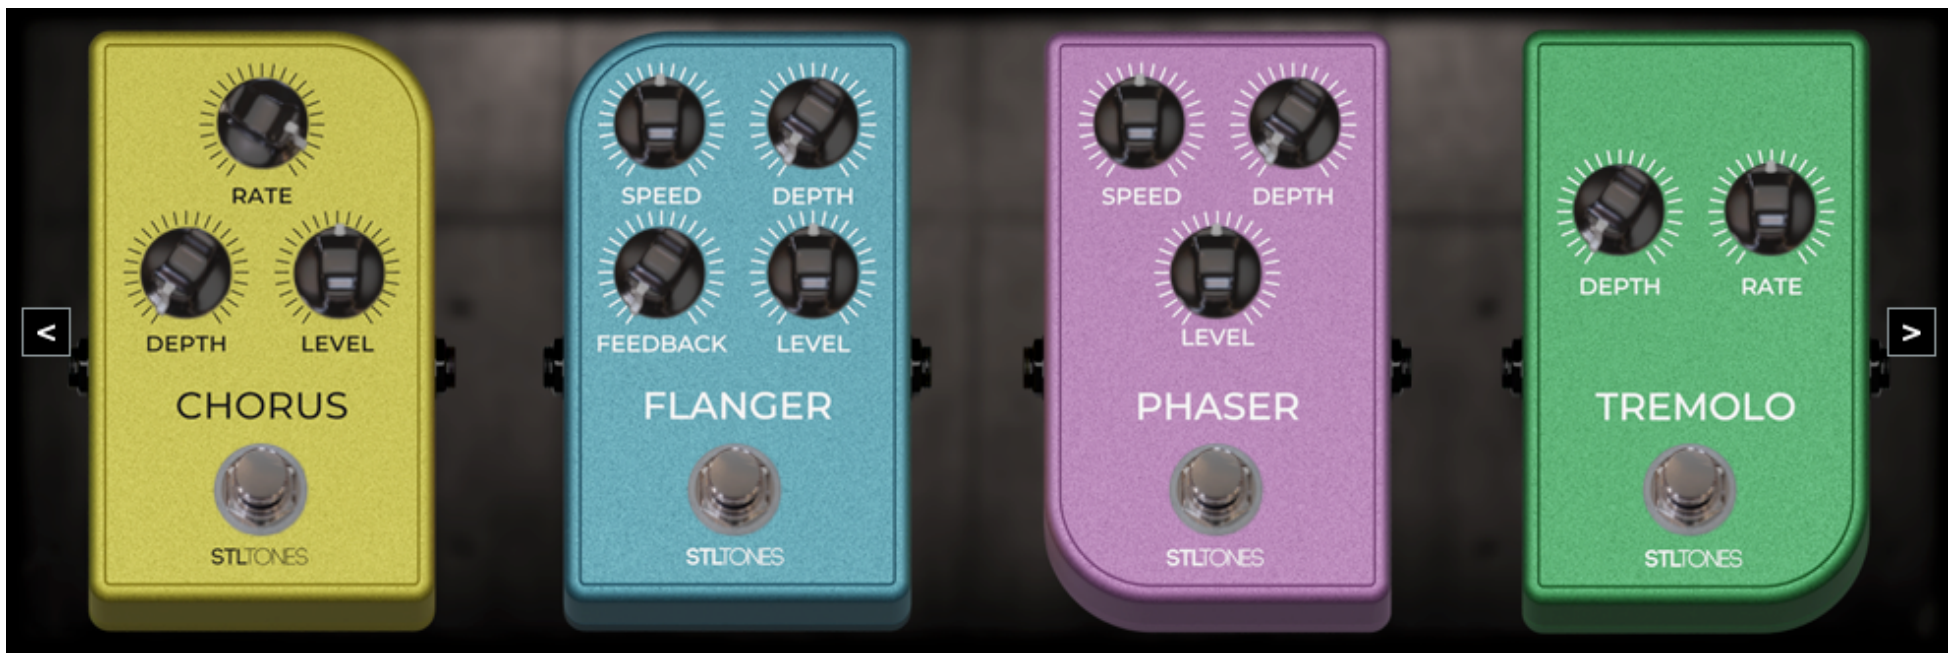 RATE
DEPTH LEVEL
CHORUS
STLTONES
SPEED DEPTH
FEEDBACK LEVEL
FLANGER
STLTONES
SPEED DEPTH
LEVEL
PHASER
STLTONES
DEPTH RATE
TREMOLO
STLTONES
<
>